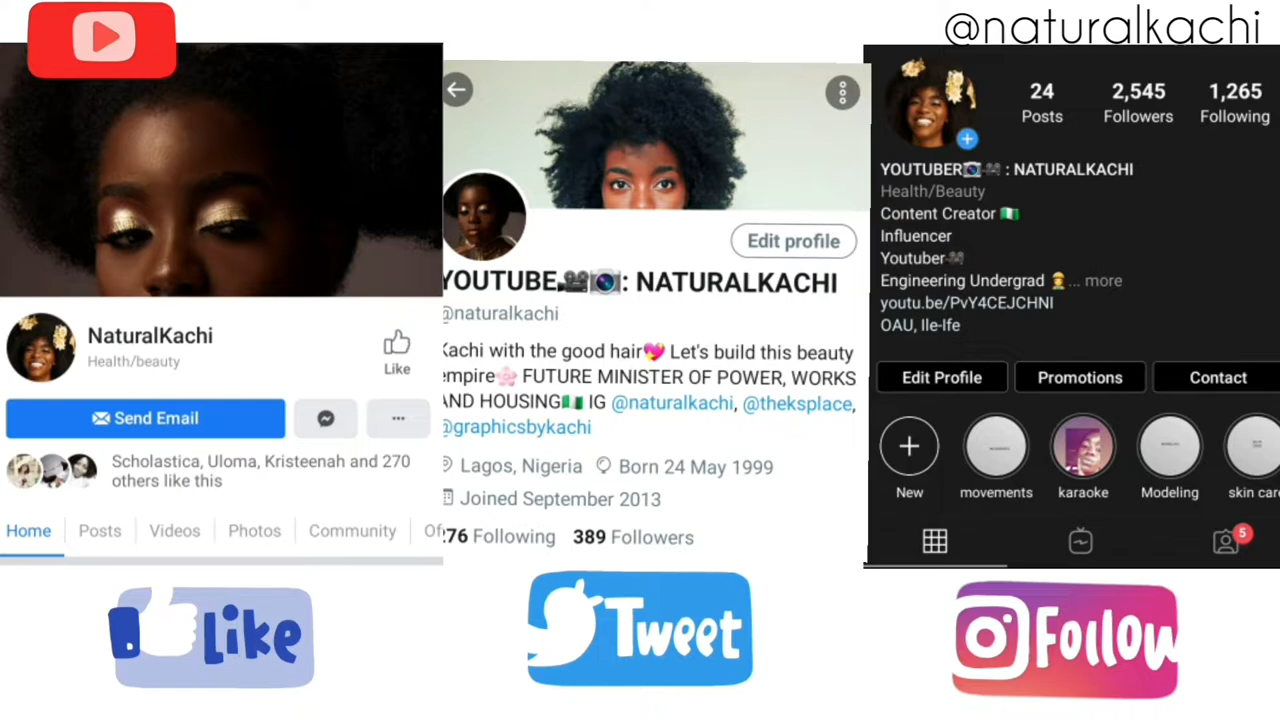 @naturalkachi
NaturalKachi
Health/beauty
Like
Send Email
Scholastica, Uloma, Kristeenah and 270
others like this
Home Posts Videos Photos Community Of
Like
Edit profile
YOUTUBE🎥📷: NATURALKACHI
@naturalkachi
Kachi with the good hair💖 Let's build this beauty
empire🌸 FUTURE MINISTER OF POWER, WORKS
AND HOUSING🇳🇬 IG @naturalkachi, @theksplace,
@graphicsbykachi
Lagos, Nigeria Born 24 May 1999
Joined September 2013
276 Following 389 Followers
Tweet
24 2,545 1,265
Posts Followers Following
YOUTUBER📷🎥 : NATURALKACHI
Health/Beauty
Content Creator 🇳🇬
Influencer
Youtuber🎥
Engineering Undergrad 👷... more
youtu.be/PvY4CEJCHNI
OAU, Ile-Ife
Edit Profile Promotions Contact
New movements karaoke Modeling skin car
5
Follow